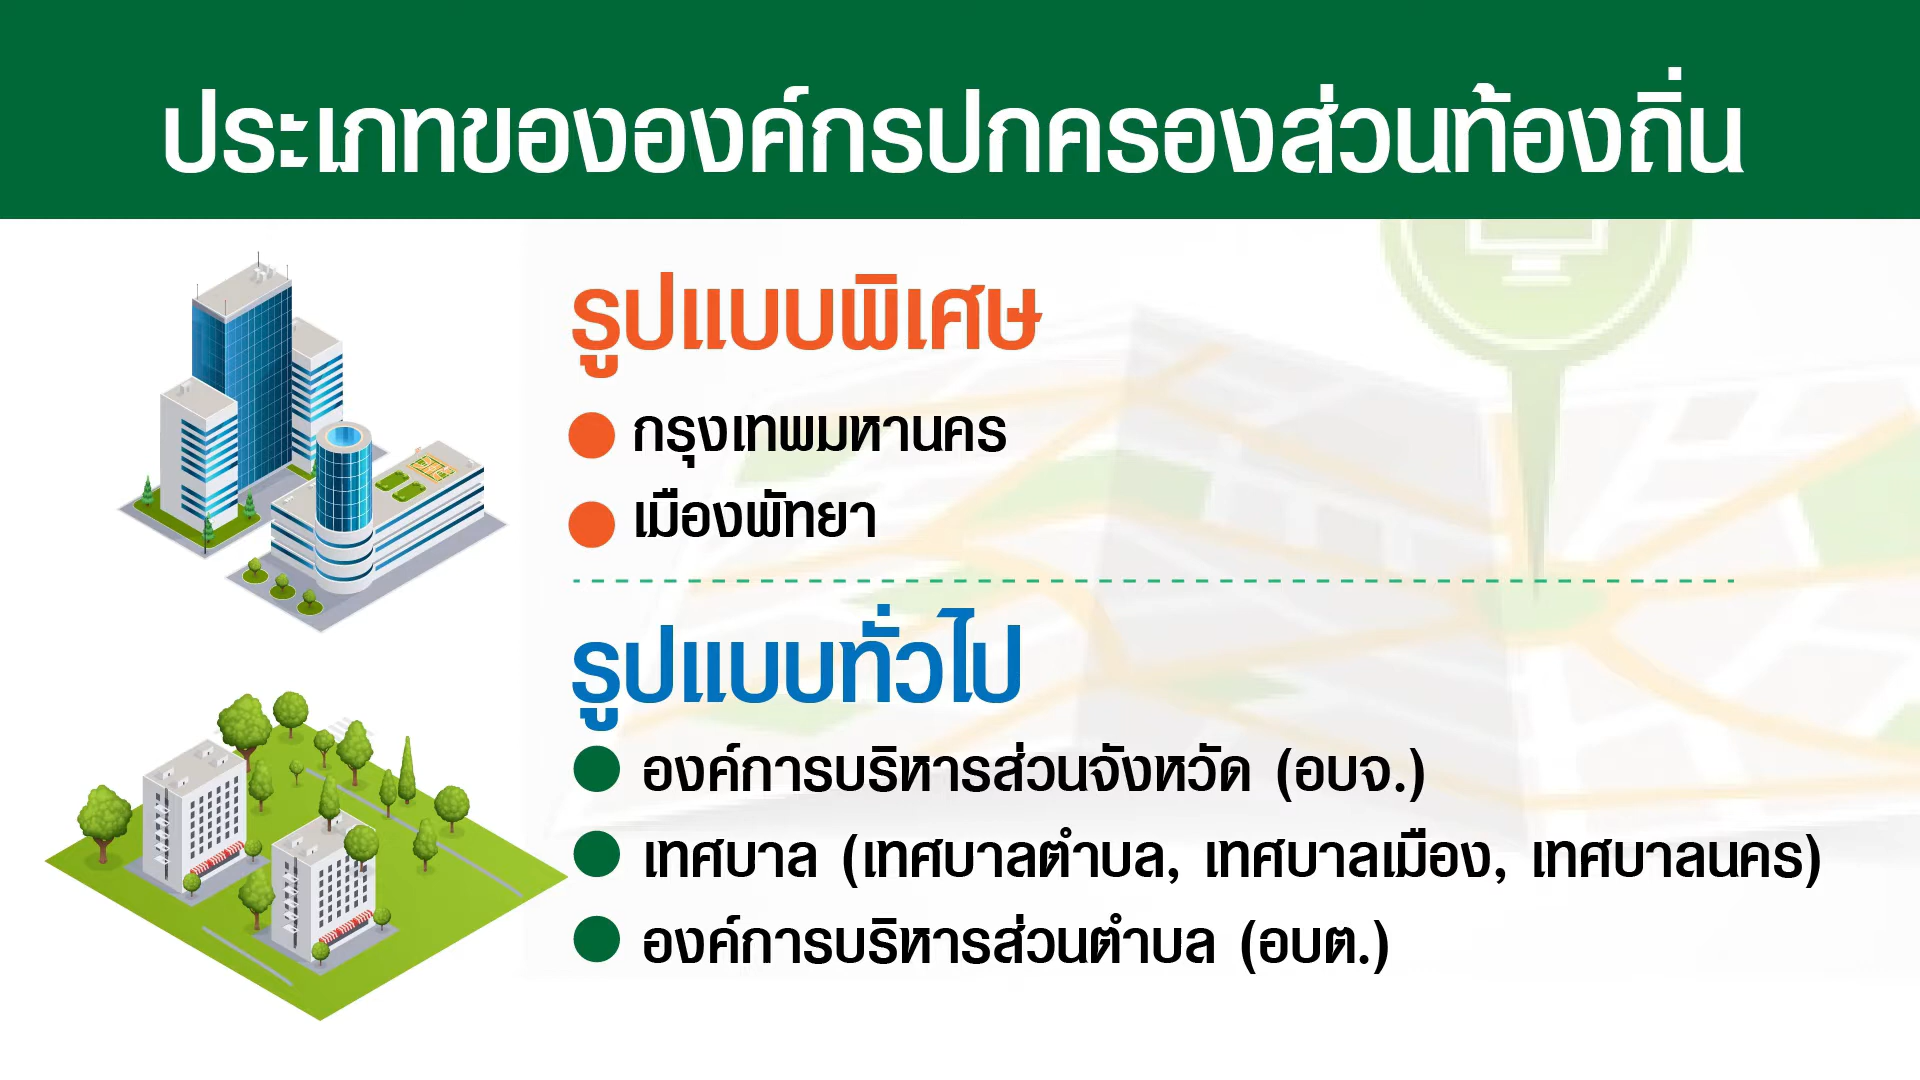 ประเภทขององค์กรปกครองส่วนท้องถิ่น
รูปแบบพิเศษ
กรุงเทพมหานคร
เมืองพัทยา
รูปแบบทั่วไป
องค์การบริหารส่วนจังหวัด (อบจ.)
เทศบาล (เทศบาลตำบล, เทศบาลเมือง, เทศบาลนคร)
องค์การบริหารส่วนตำบล (อบต.)